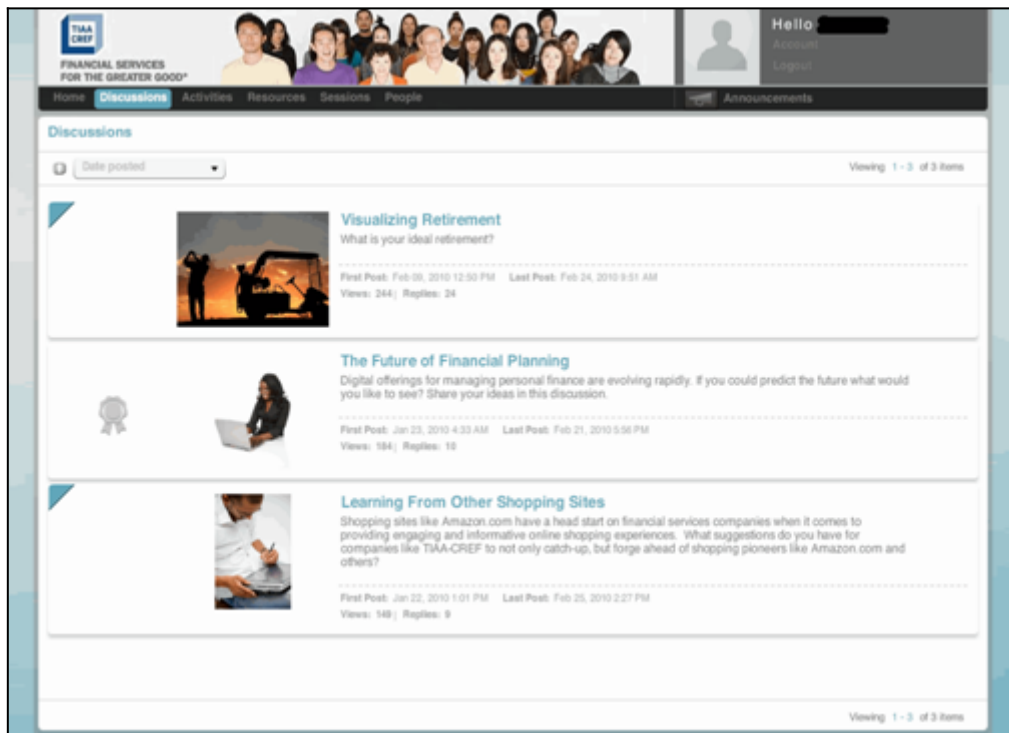 TIAA
CREF
FINANCIAL SERVICES
FOR THE GREATER GOOD®
Hello
Account
Logout
Home Discussions Activities Resources Sessions People
Announcements
Discussions
Date posted
Viewing 1 - 3 of 3 items
Visualizing Retirement
What is your ideal retirement?
First Post: Feb 09, 2010 12:50 PM Last Post: Feb 24, 2010 9:51 AM
Views: 244 | Replies: 24
The Future of Financial Planning
Digital offerings for managing personal finance are evolving rapidly. If you could predict the future what would
you like to see? Share your ideas in this discussion.
First Post: Jan 23, 2010 4:33 AM Last Post: Feb 21, 2010 5:56 PM
Views: 184 | Replies: 10
Learning From Other Shopping Sites
Shopping sites like Amazon.com have a head start on financial services companies when it comes to
providing engaging and informative online shopping experiences. What suggestions do you have for
companies like TIAA-CREF to not only catch-up, but forge ahead of shopping pioneers like Amazon.com and
others?
First Post: Jan 22, 2010 1:01 PM Last Post: Feb 25, 2010 2:27 PM
Views: 149 | Replies: 9
Viewing 1 - 3 of 3 items